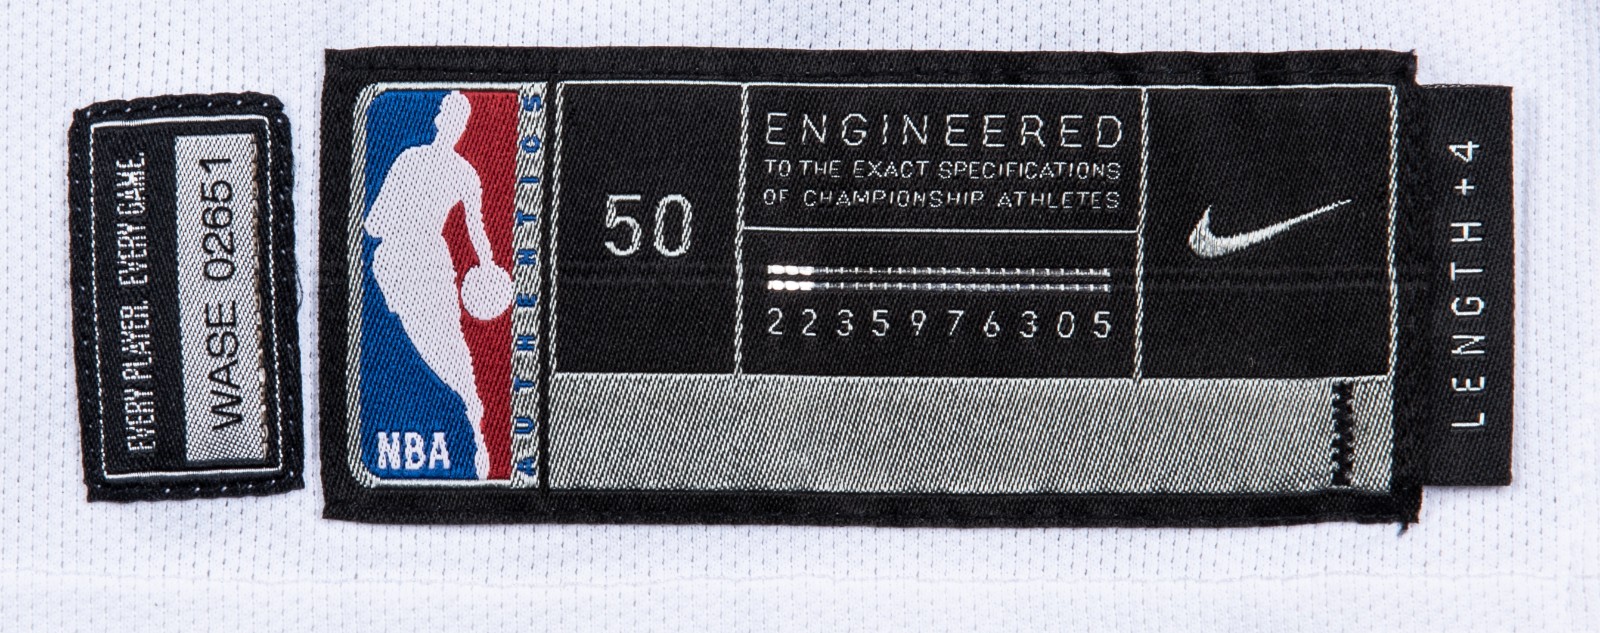 EVERY PLAYER. EVERY GAME.
WASE 02651
NBA
AUTHENTICS
50
ENGINEERED
TO THE EXACT SPECIFICATIONS
OF CHAMPIONSHIP ATHLETES
2235976305
LENGTH+4